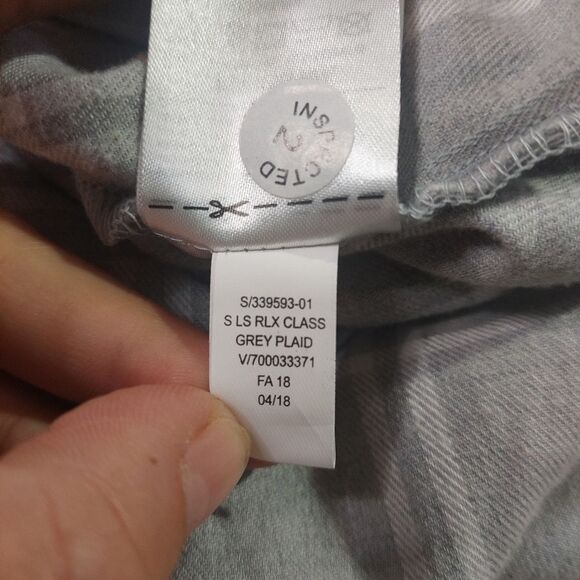 INSPECTED
2
S/339593-01
S LS RLX CLASS
GREY PLAID
V/700033371
FA 18
04/18